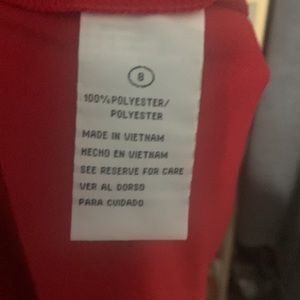 8
100% POLYESTER/
POLYESTER
MADE IN VIETNAM
HECHO EN VIETNAM
SEE RESERVE FOR CARE
VER AL DORSO
PARA CUIDADO